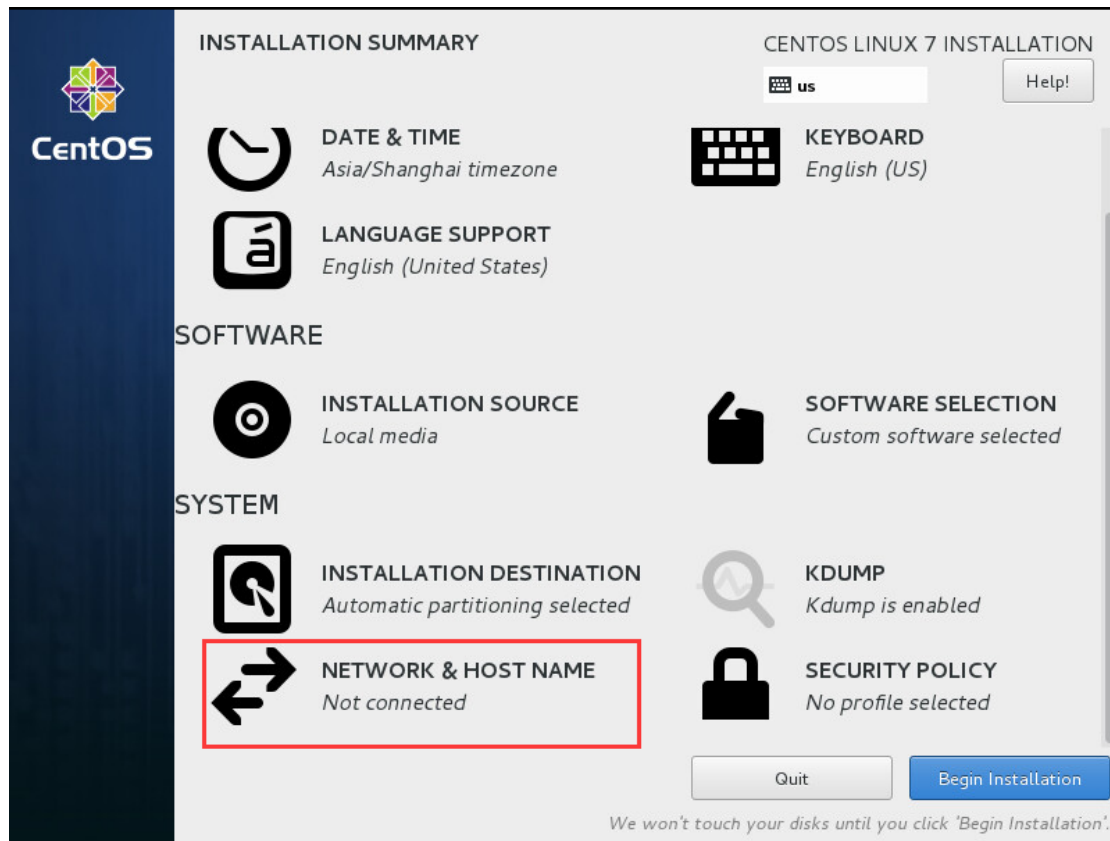 INSTALLATION SUMMARY
CENTOS LINUX 7 INSTALLATION
us
Help!
CentOS
DATE & TIME
Asia/Shanghai timezone
KEYBOARD
English (US)
á
LANGUAGE SUPPORT
English (United States)
SOFTWARE
INSTALLATION SOURCE
Local media
SOFTWARE SELECTION
Custom software selected
SYSTEM
INSTALLATION DESTINATION
Automatic partitioning selected
KDUMP
Kdump is enabled
NETWORK & HOST NAME
Not connected
SECURITY POLICY
No profile selected
Quit
Begin Installation
We won't touch your disks until you click 'Begin Installation'.